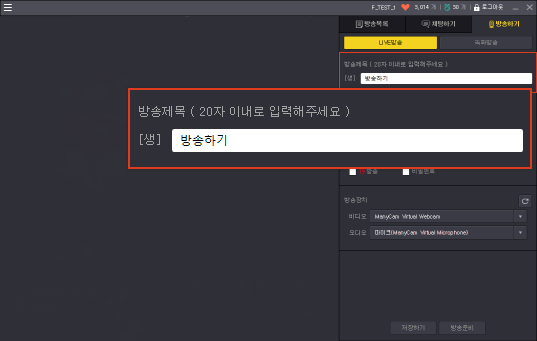 F_TEST_1 3,014 개 30 개 로그아웃
방송목록 채팅하기 방송하기
LIVE방송 녹화방송
방송제목 ( 20자 이내로 입력해주세요 )
[생] 방송하기
방송제목 ( 20자 이내로 입력해주세요 )
[생] 방송하기
방송 비밀번호
방송장치
비디오 ManyCam Virtual Webcam
오디오 마이크(ManyCam Virtual Microphone)
저장하기 방송준비